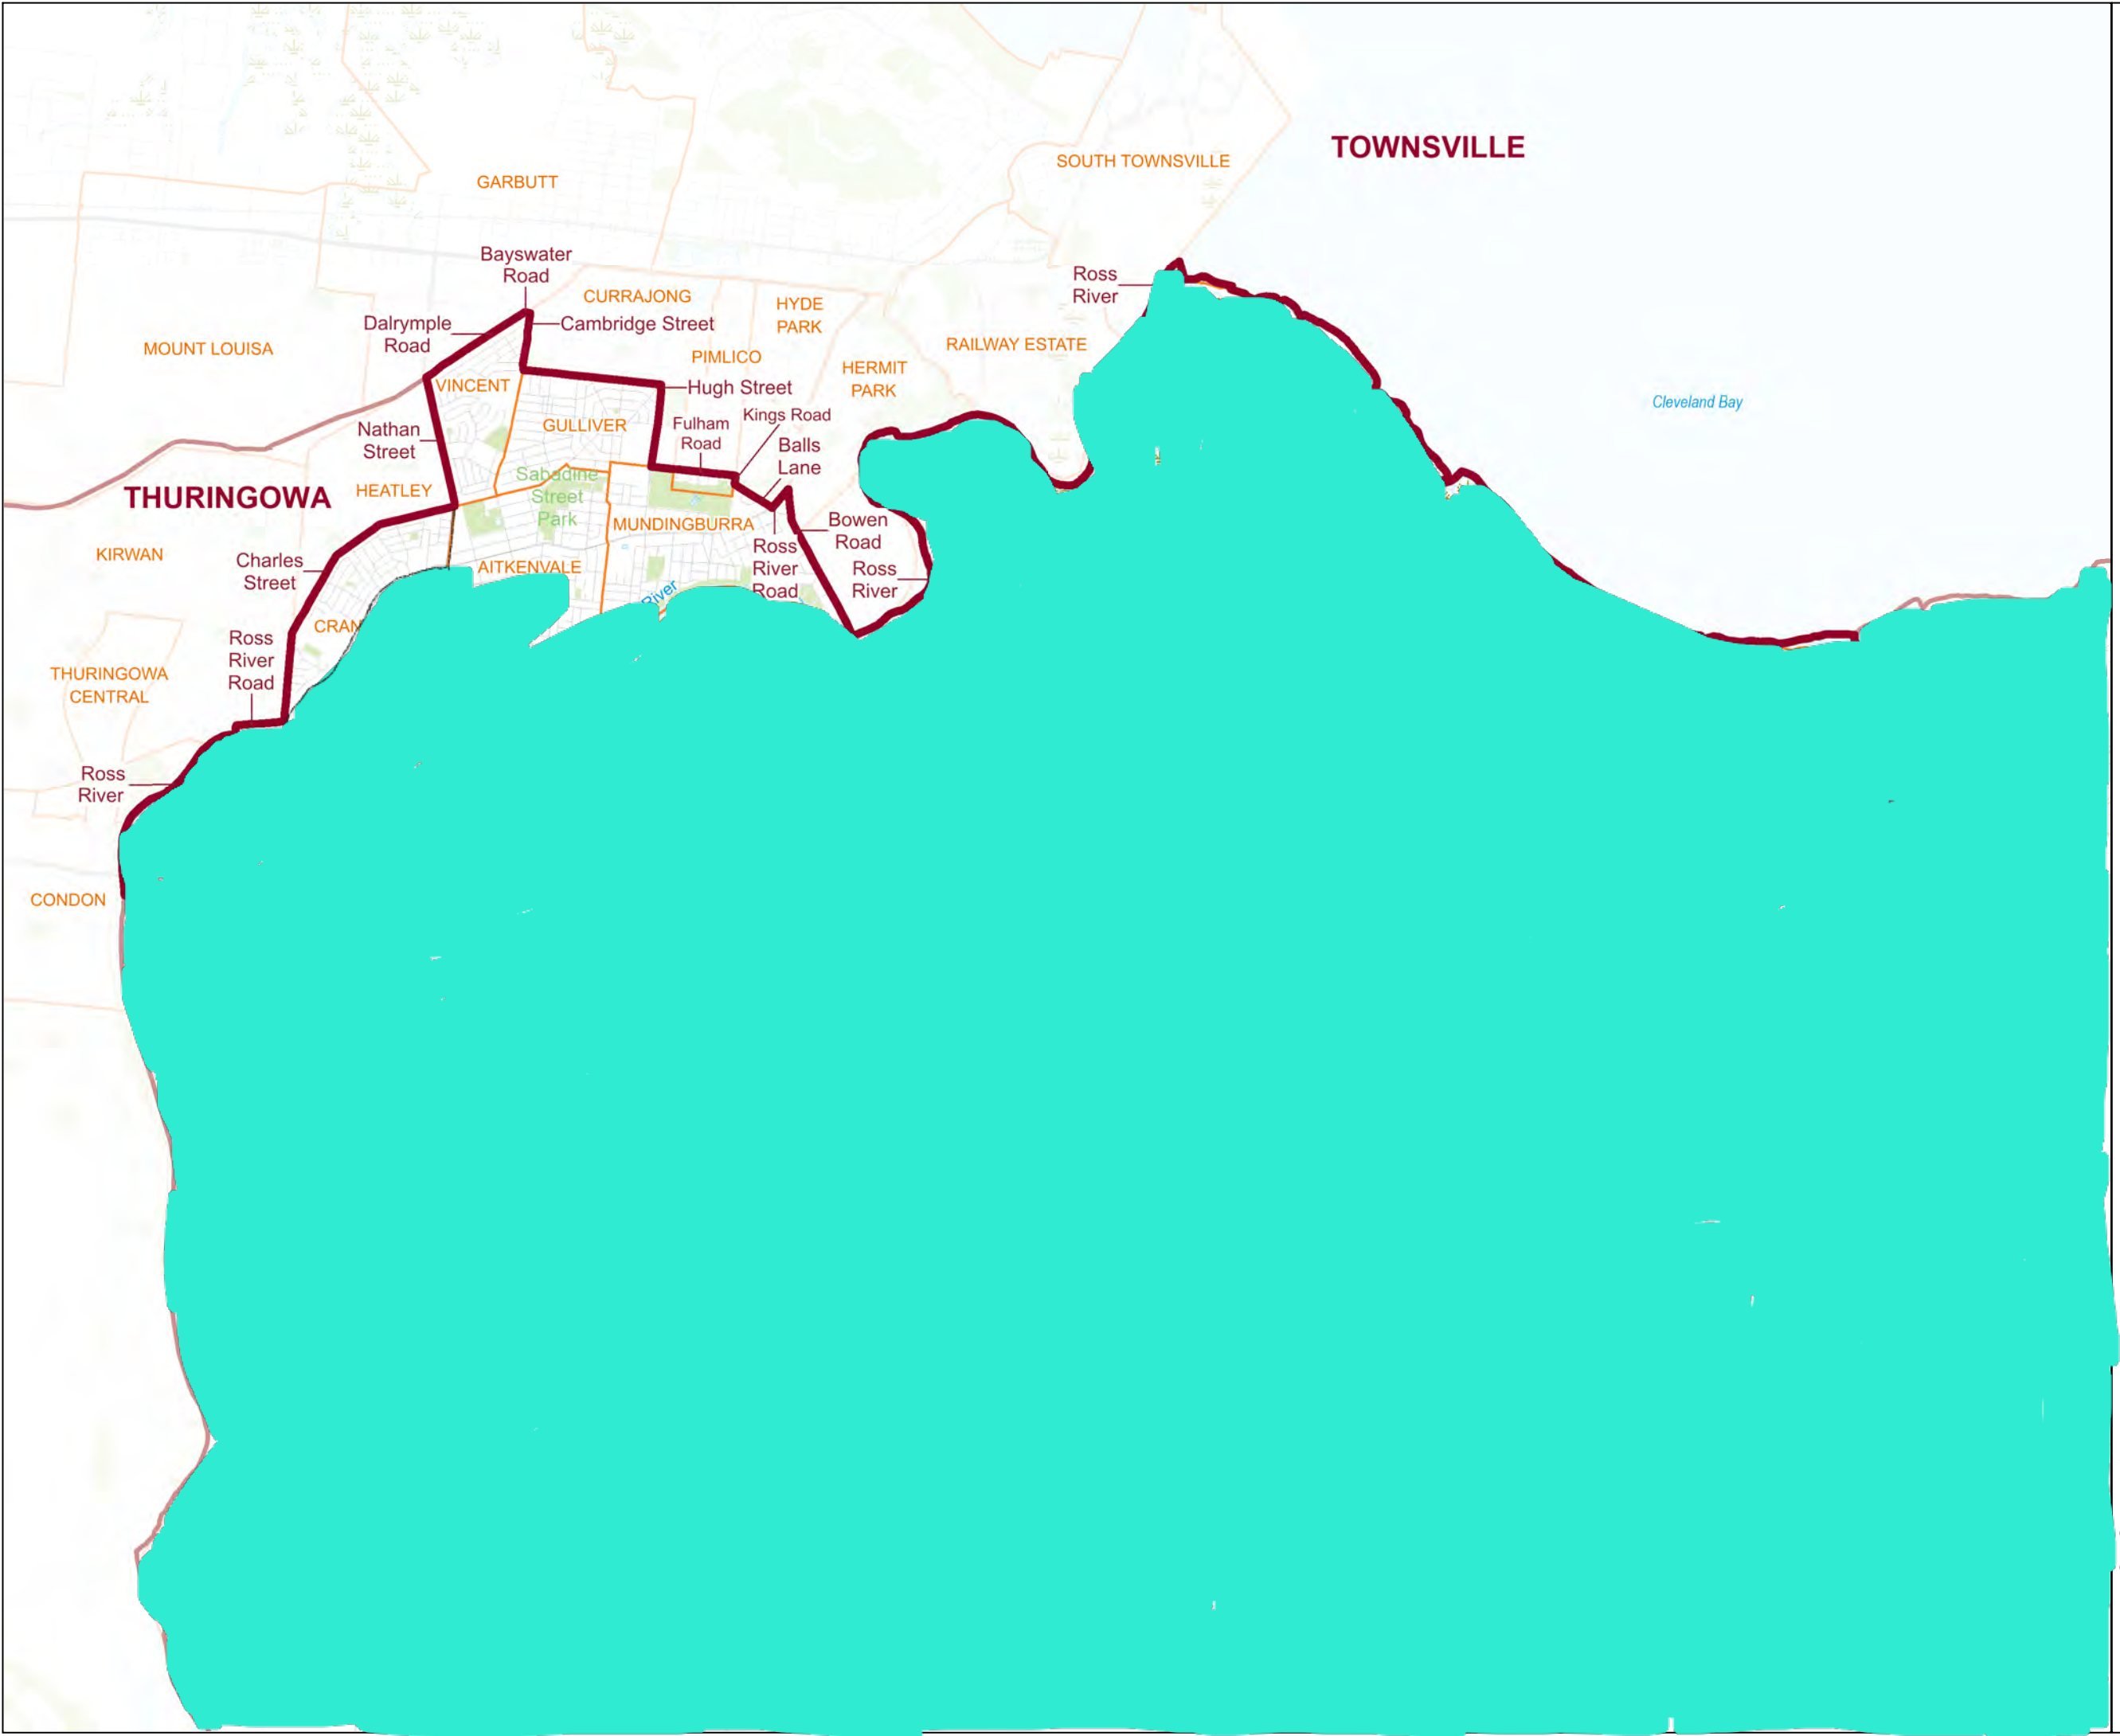 SOUTH TOWNSVILLE
TOWNSVILLE
GARBUTT
Bayswater
Road
Ross
River
CURRAJONG
HYDE
PARK
Dalrymple
Road
Cambridge Street
MOUNT LOUISA
PIMLICO
RAILWAY ESTATE
HERMIT
PARK
VINCENT
Hugh Street
Cleveland Bay
Nathan
Street
GULLIVER
Fulham
Road
Kings Road
Balls
Lane
Sabadine
Street
Park
THURINGOWA
HEATLEY
MUNDINGBURRA
Bowen
Road
KIRWAN
Charles
Street
AITKENVALE
Ross
River
Road
Ross
River
River
CRAN
Ross
River
Road
THURINGOWA
CENTRAL
Ross
River
CONDON